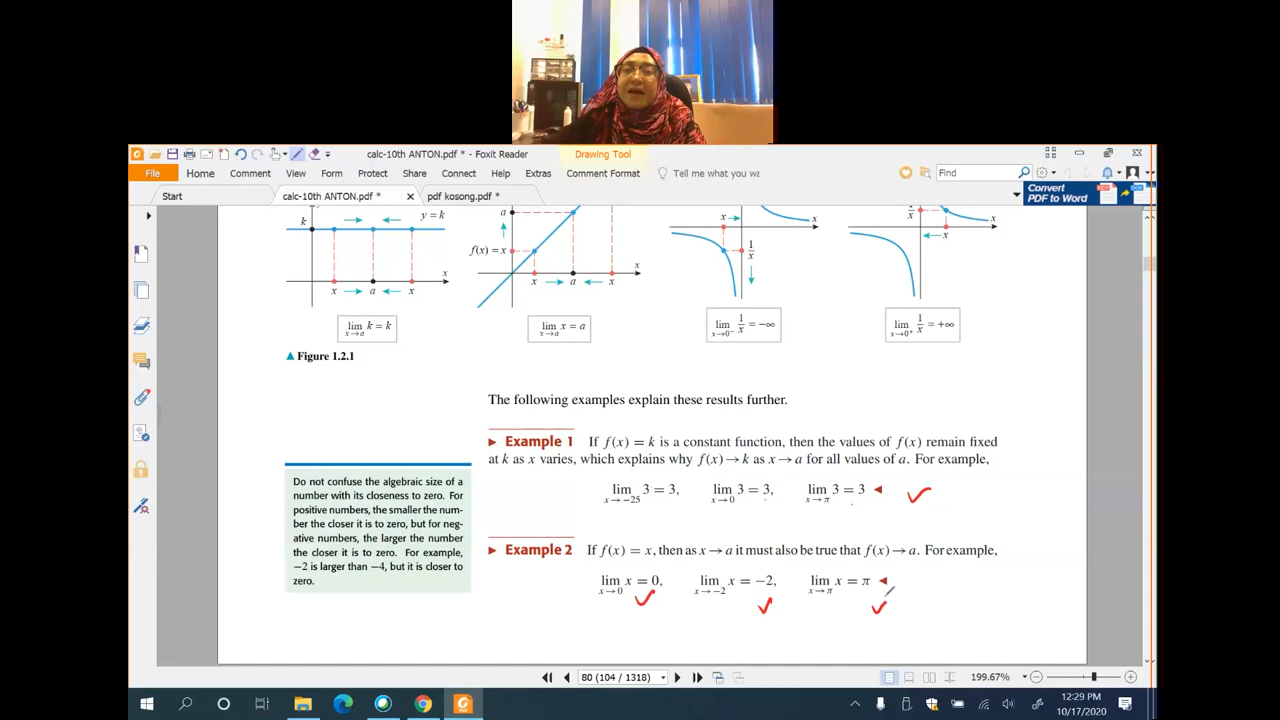 calc-10th ANTON.pdf * - Foxit Reader
Drawing Tool
File Home Comment View Form Protect Share Connect Help Extras Comment Format Tell me what you wa Find
Start calc-10th ANTON.pdf * pdf kosong.pdf *
Convert
PDF to Word
k y = k
x a x x
lim k = k
x→a
a
f(x) = x
x a x x
lim x = a
x→a
x x
1/x
lim 1/x = −∞
x→0−
x x
lim 1/x = +∞
x→0+
▲ Figure 1.2.1
The following examples explain these results further.
► Example 1 If f(x) = k is a constant function, then the values of f(x) remain fixed
at k as x varies, which explains why f(x) → k as x → a for all values of a. For example,
lim 3 = 3, lim 3 = 3, lim 3 = 3 ◄
x→−25 x→0 x→π
Do not confuse the algebraic size of a
number with its closeness to zero. For
positive numbers, the smaller the num-
ber the closer it is to zero, but for neg-
ative numbers, the larger the number
the closer it is to zero. For example,
−2 is larger than −4, but it is closer to
zero.
► Example 2 If f(x) = x, then as x → a it must also be true that f(x) → a. For example,
lim x = 0, lim x = −2, lim x = π ◄
x→0 x→−2 x→π
80 (104 / 1318) 199.67%
12:29 PM
10/17/2020